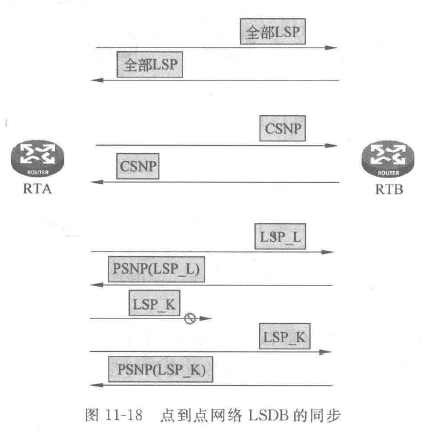 全部LSP
全部LSP
CSNP
CSNP
ROUTER
RTA
ROUTER
RTB
LSP_L
PSNP(LSP_L)
LSP_K
LSP_K
PSNP(LSP_K)
图 11-18 点到点网络 LSDB 的同步